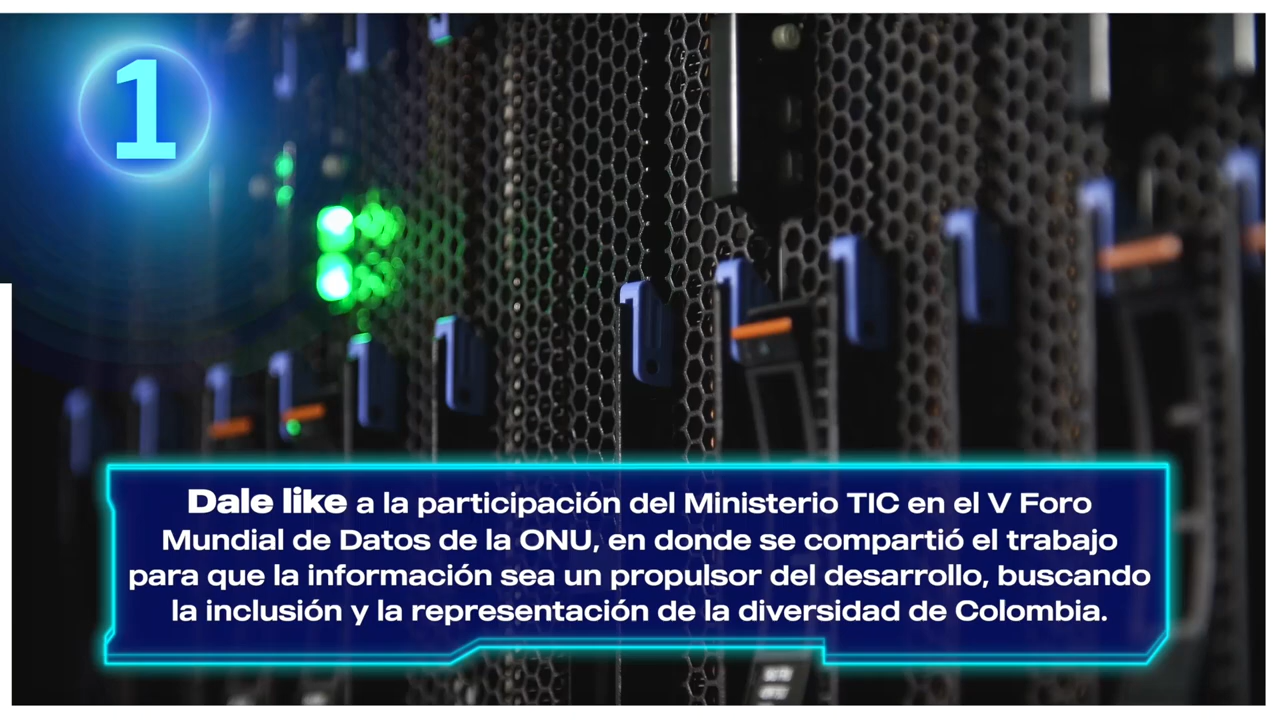 1
Dale like a la participación del Ministerio TIC en el V Foro
Mundial de Datos de la ONU, en donde se compartió el trabajo
para que la información sea un propulsor del desarrollo, buscando
la inclusión y la representación de la diversidad de Colombia.